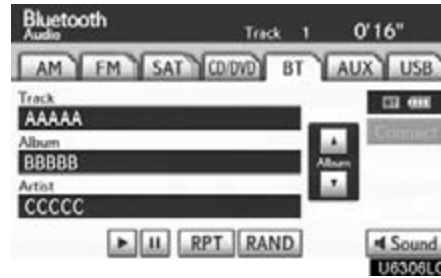 Bluetooth
Audio Track 1 0'16"
AM FM SAT CD/DVD BT AUX USB
Track
AAAAA
Connect
Album
BBBBB
Album
Artist
CCCCC
RPT RAND Sound
U6306LC